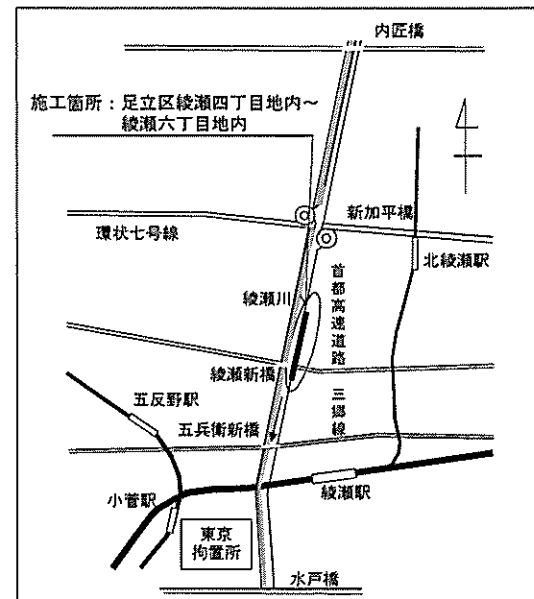 内匠橋
施工箇所：足立区綾瀬四丁目地内～
綾瀬六丁目地内
新加平橋
環状七号線
北綾瀬駅
綾瀬川
首都高速道路 三郷線
綾瀬新橋
五反野駅
五兵衛新橋
小菅駅
綾瀬駅
東京
拘置所
水戸橋